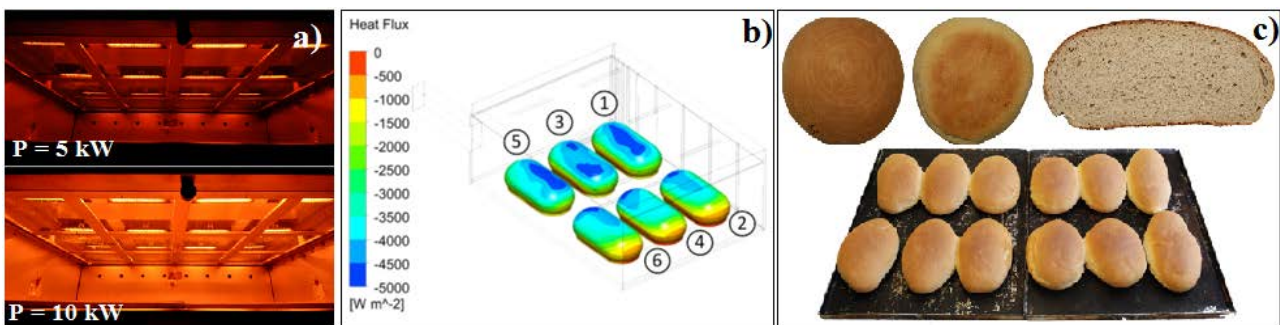 a)
P = 5 kW
P = 10 kW
b)
Heat Flux
0
-500
-1000
-1500
-2000
-2500
-3000
-3500
-4000
-4500
-5000
[W m^-2]
1
3
5
2
4
6
c)